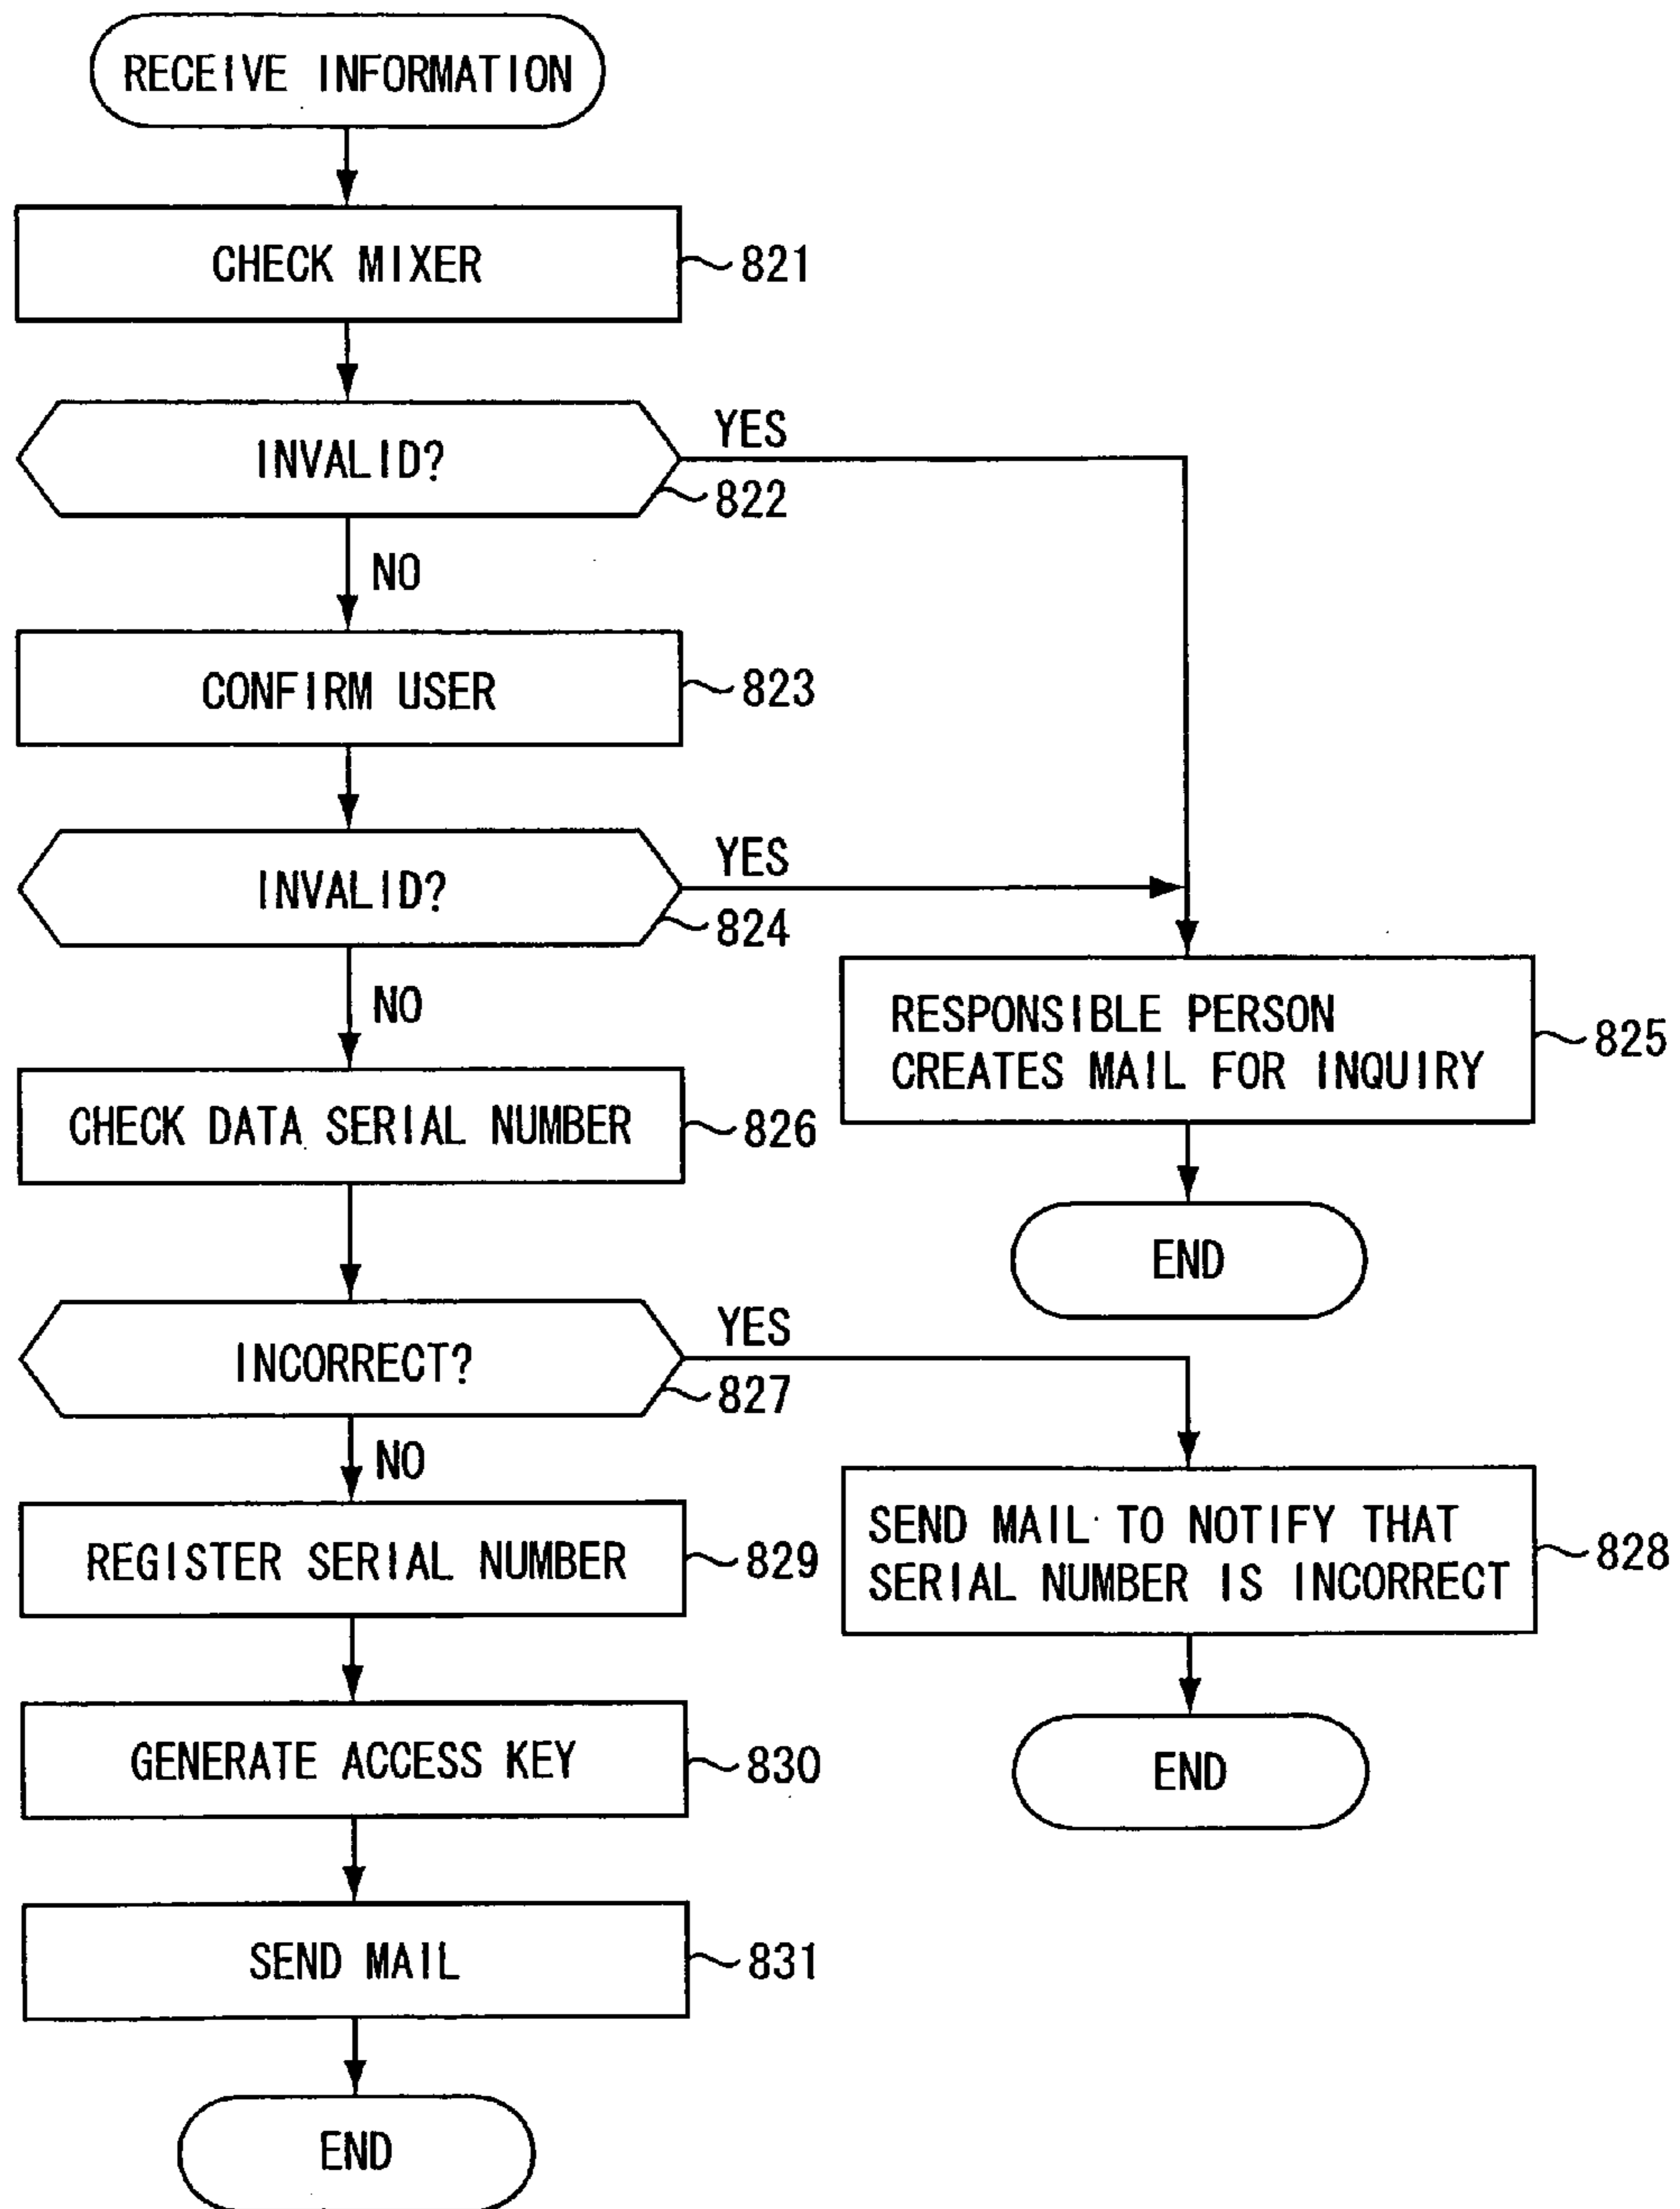 RECEIVE INFORMATION
CHECK MIXER
821
INVALID?
YES
822
NO
CONFIRM USER
823
INVALID?
YES
824
NO
RESPONSIBLE PERSON
CREATES MAIL FOR INQUIRY
825
END
CHECK DATA SERIAL NUMBER
826
INCORRECT?
YES
827
NO
SEND MAIL TO NOTIFY THAT
SERIAL NUMBER IS INCORRECT
828
END
REGISTER SERIAL NUMBER
829
GENERATE ACCESS KEY
830
SEND MAIL
831
END